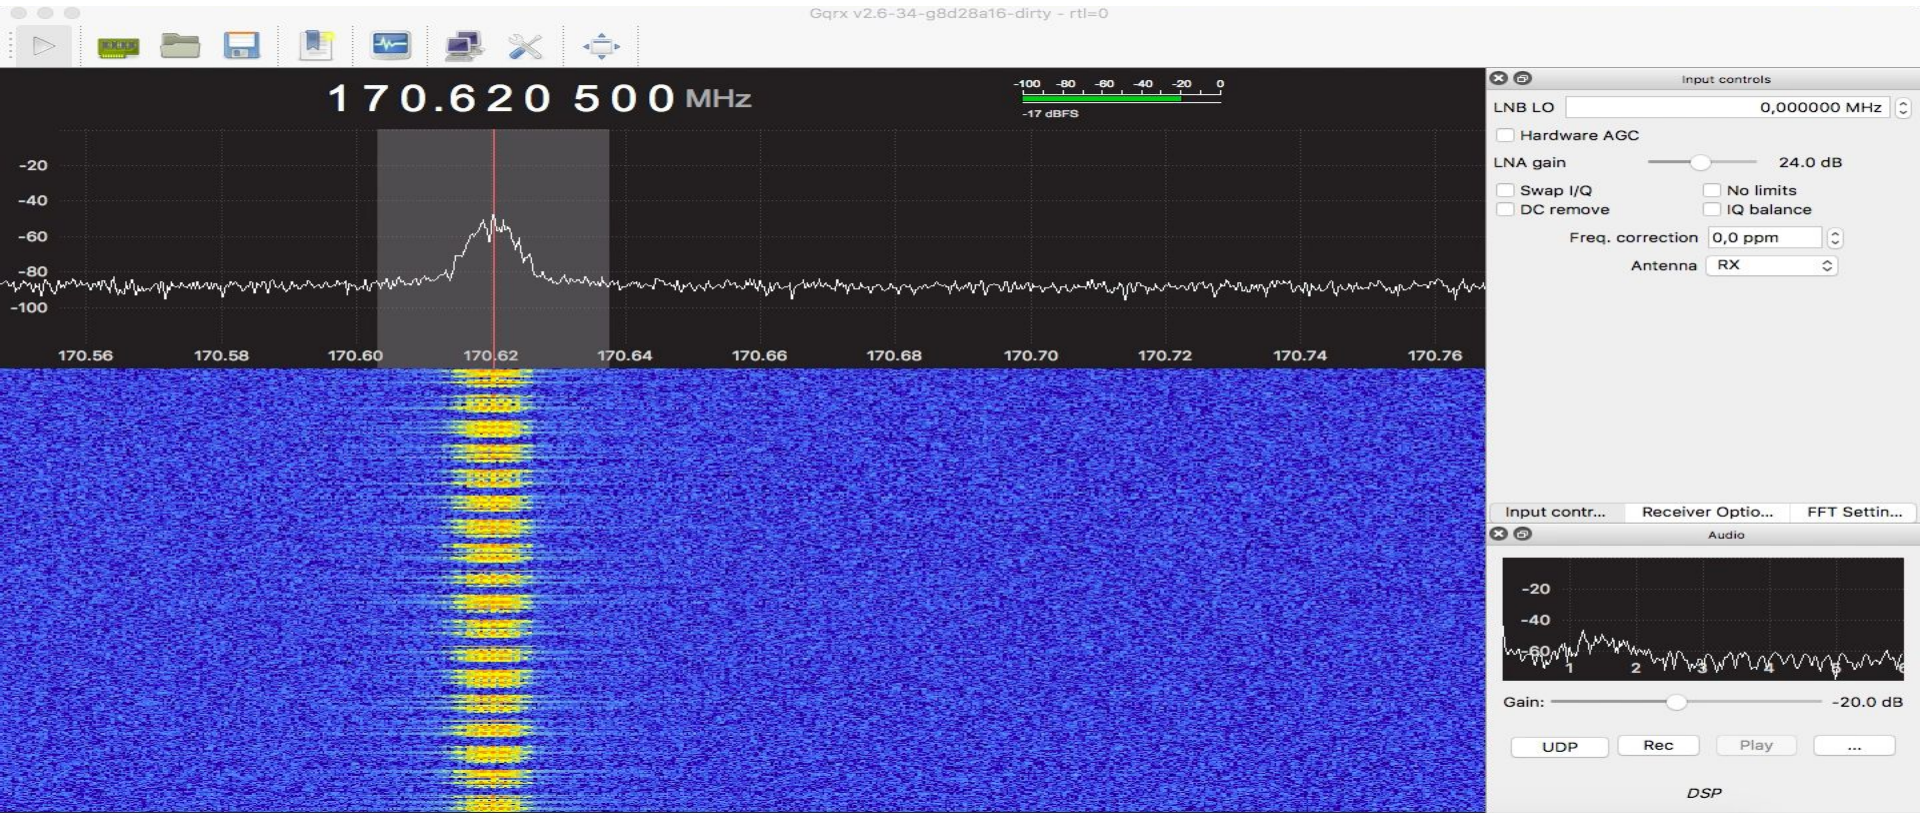 Gqrx v2.6-34-g8d28a16-dirty - rtl=0
170.620 500 MHz
-100 -80 -60 -40 -20 0
-17 dBFS
-20
-40
-60
-80
-100
170.56 170.58 170.60 170.62 170.64 170.66 170.68 170.70 170.72 170.74 170.76
Input controls
LNB LO 0,000000 MHz
Hardware AGC
LNA gain 24.0 dB
Swap I/Q No limits
DC remove IQ balance
Freq. correction 0,0 ppm
Antenna RX
Input contr... Receiver Optio... FFT Settin...
Audio
-20
-40
-60
1 2 3 4 5 6
Gain: -20.0 dB
UDP Rec Play ...
DSP